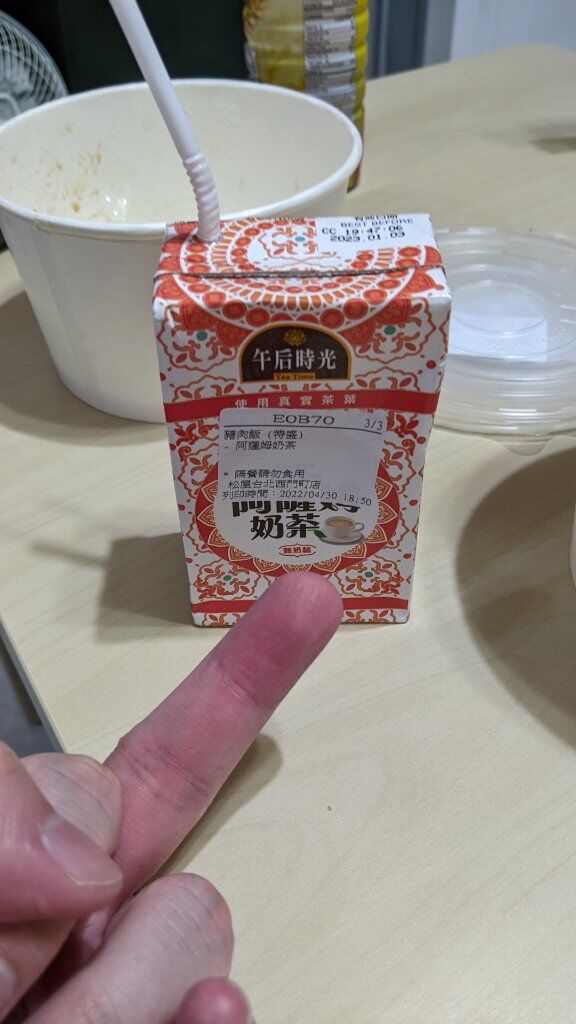 有效日期
BEST BEFORE
CC 19:47:06
2023.01.03
午后時光
Tea Time
使用真實茶葉
E0B70 3/3
豬肉飯 (特盛)
- 阿薩姆奶茶
* 隔餐請勿食用
松屋台北西門町店
列印時間：2022/04/30 18:50
阿薩姆
奶茶
無奶精